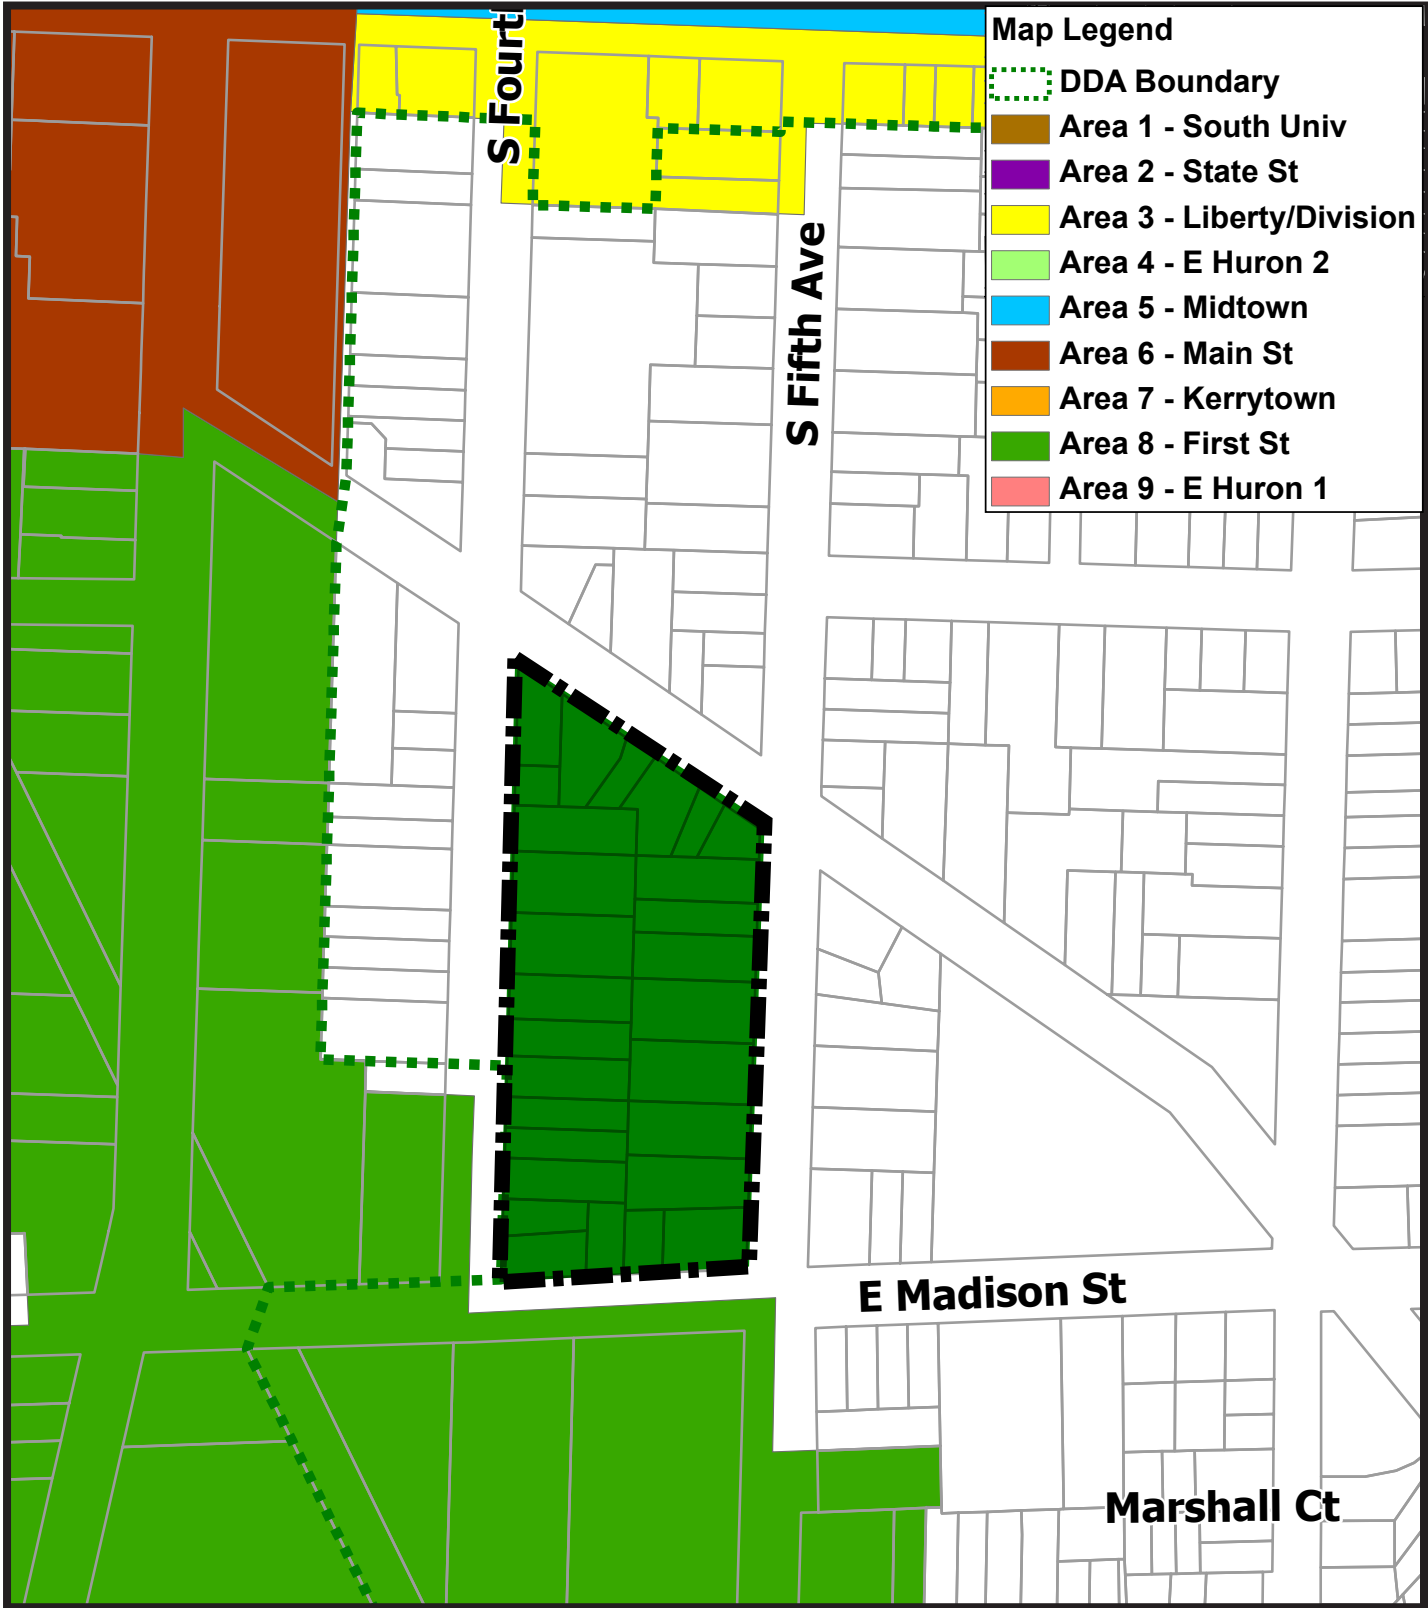 Map Legend
DDA Boundary
Area 1 - South Univ
Area 2 - State St
Area 3 - Liberty/Division
Area 4 - E Huron 2
Area 5 - Midtown
Area 6 - Main St
Area 7 - Kerrytown
Area 8 - First St
Area 9 - E Huron 1
S Fourth
S Fifth Ave
E Madison St
Marshall Ct